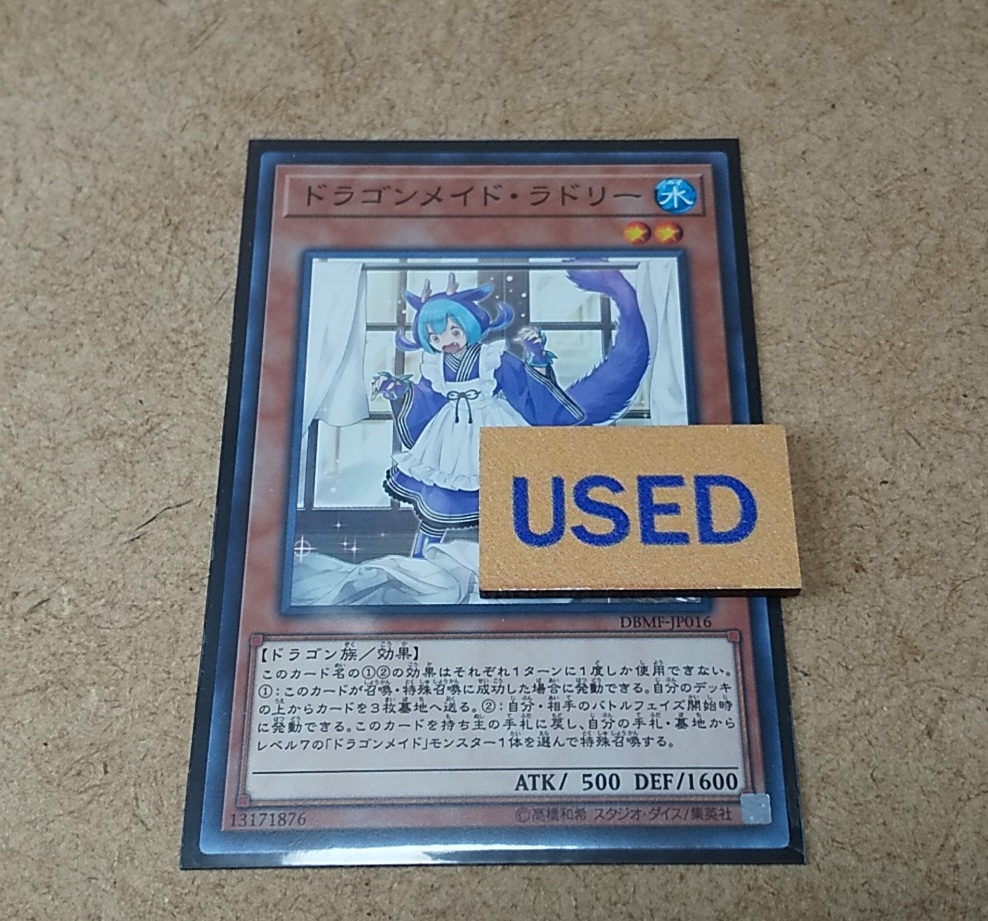 ドラゴンメイド・ラドリー
水
USED
DBMF-JP016
【ドラゴン族／効果】
このカード名の①②の効果はそれぞれ1ターンに1度しか使用できない。
①：このカードが召喚・特殊召喚に成功した場合に発動できる。自分のデッキ
の上からカードを3枚墓地へ送る。②：自分・相手のバトルフェイズ開始時
に発動できる。このカードを持ち主の手札に戻し、自分の手札・墓地から
レベル7の「ドラゴンメイド」モンスター1体を選んで特殊召喚する。
ATK/ 500 DEF/1600
13171876 ©高橋和希 スタジオ・ダイス/集英社